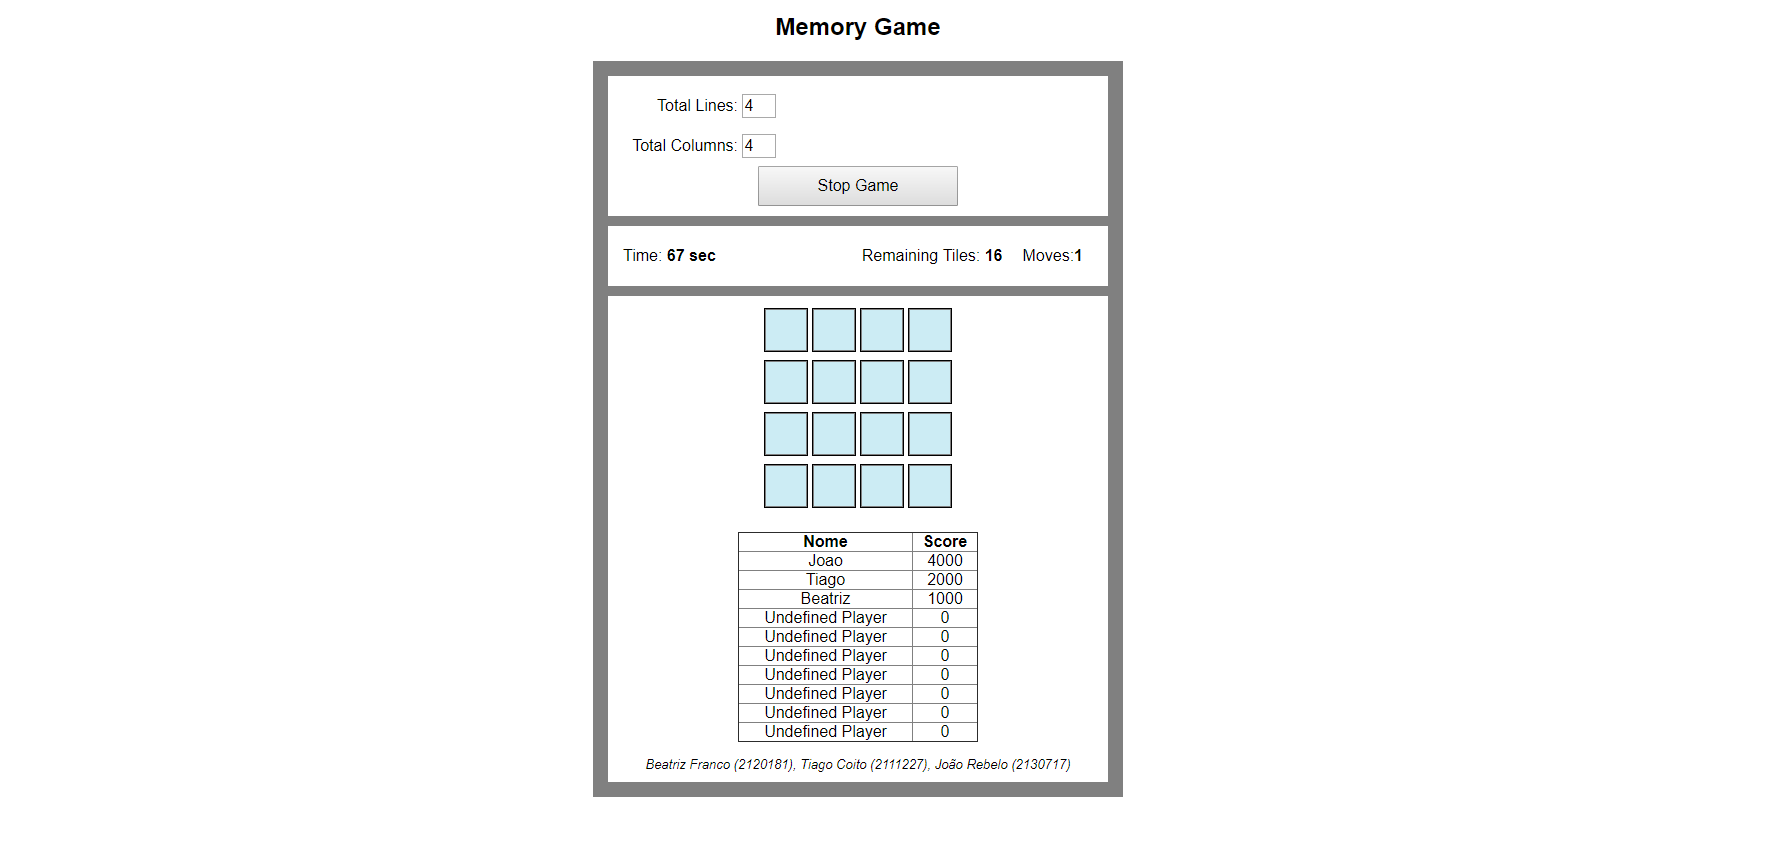 Memory Game
Total Lines: 4
Total Columns: 4
Stop Game
Time: 67 sec Remaining Tiles: 16 Moves:1
Nome Score
Joao 4000
Tiago 2000
Beatriz 1000
Undefined Player 0
Undefined Player 0
Undefined Player 0
Undefined Player 0
Undefined Player 0
Undefined Player 0
Undefined Player 0
Beatriz Franco (2120181), Tiago Coito (2111227), João Rebelo (2130717)